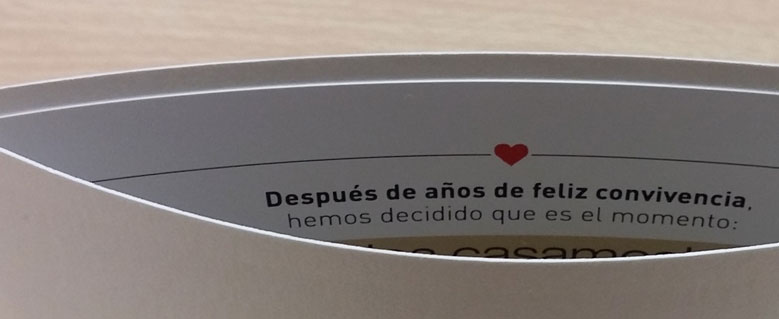 Después de años de feliz convivencia,
hemos decidido que es el momento: